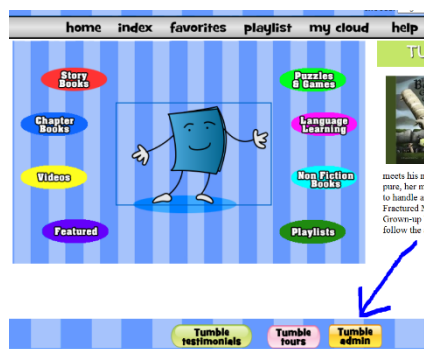 home index favorites playlist my cloud help
TU
Story
Books
Puzzles
& Games
Chapter
Books
Language
Learning
Videos
Non Fiction
Books
Featured
Playlists
meets his m
pure, her m
to handle a
Fractured
Grown-up
follow the
Tumble
testimonials
Tumble
tours
Tumble
admin